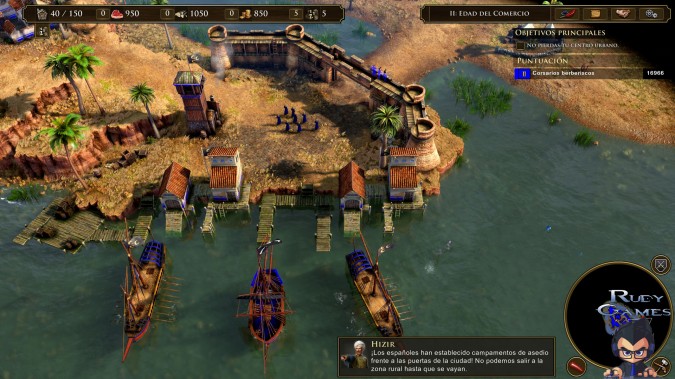 40 / 150 0 950 0 1050 0 850 5 5
II: Edad del Comercio
Objetivos principales
No pierdas tu centro urbano.
Puntuación
Corsarios berberiscos 16966
Rudy
Games
Hizir
¡Los españoles han establecido campamentos de asedio
frente a las puertas de la ciudad! No podemos salir a la
zona rural hasta que se vayan.